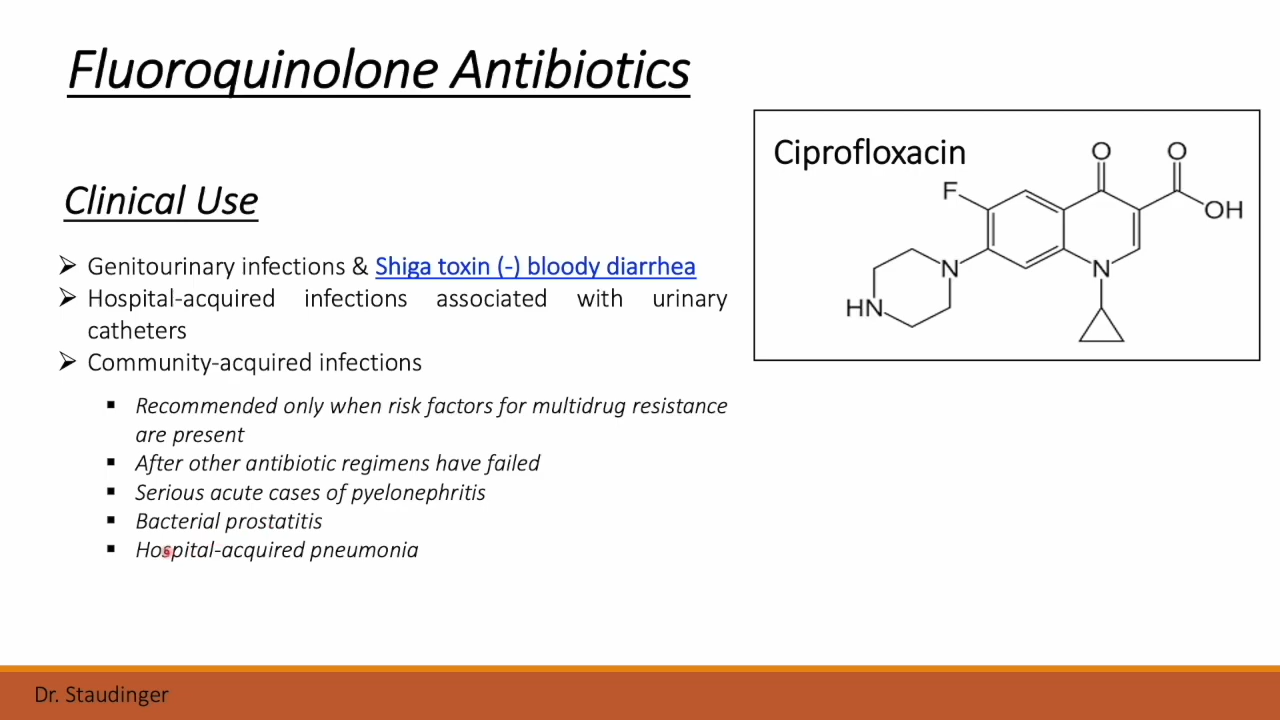 Fluoroquinolone Antibiotics
Clinical Use
➢ Genitourinary infections & Shiga toxin (-) bloody diarrhea
➢ Hospital-acquired infections associated with urinary
catheters
➢ Community-acquired infections
▪ Recommended only when risk factors for multidrug resistance
are present
▪ After other antibiotic regimens have failed
▪ Serious acute cases of pyelonephritis
▪ Bacterial prostatitis
▪ Hospital-acquired pneumonia
Ciprofloxacin
O O
F
OH
N N
HN
Dr. Staudinger